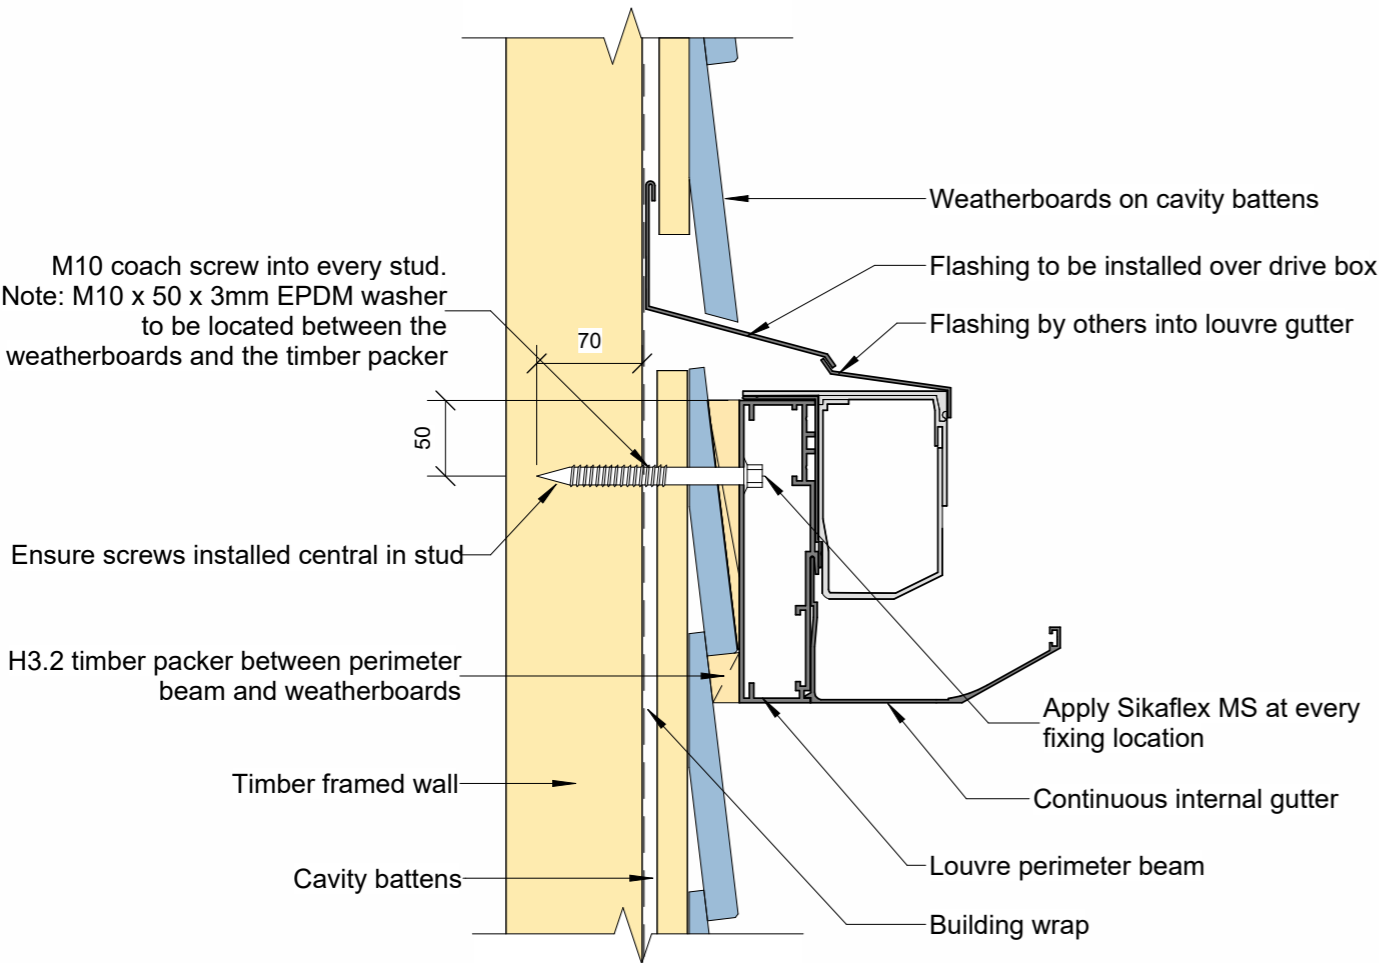 Weatherboards on cavity battens
M10 coach screw into every stud.
Note: M10 x 50 x 3mm EPDM washer
to be located between the
weatherboards and the timber packer
Flashing to be installed over drive box
Flashing by others into louvre gutter
70
50
Ensure screws installed central in stud
H3.2 timber packer between perimeter
beam and weatherboards
Apply Sikaflex MS at every
fixing location
Timber framed wall
Continuous internal gutter
Louvre perimeter beam
Cavity battens
Building wrap